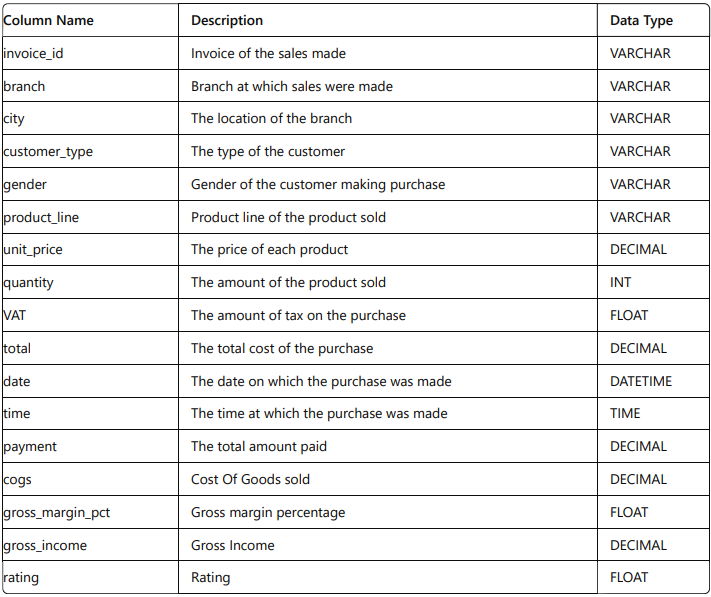 Column Name Description Data Type
invoice_id Invoice of the sales made VARCHAR
branch Branch at which sales were made VARCHAR
city The location of the branch VARCHAR
customer_type The type of the customer VARCHAR
gender Gender of the customer making purchase VARCHAR
product_line Product line of the product sold VARCHAR
unit_price The price of each product DECIMAL
quantity The amount of the product sold INT
VAT The amount of tax on the purchase FLOAT
total The total cost of the purchase DECIMAL
date The date on which the purchase was made DATETIME
time The time at which the purchase was made TIME
payment The total amount paid DECIMAL
cogs Cost Of Goods sold DECIMAL
gross_margin_pct Gross margin percentage FLOAT
gross_income Gross Income DECIMAL
rating Rating FLOAT